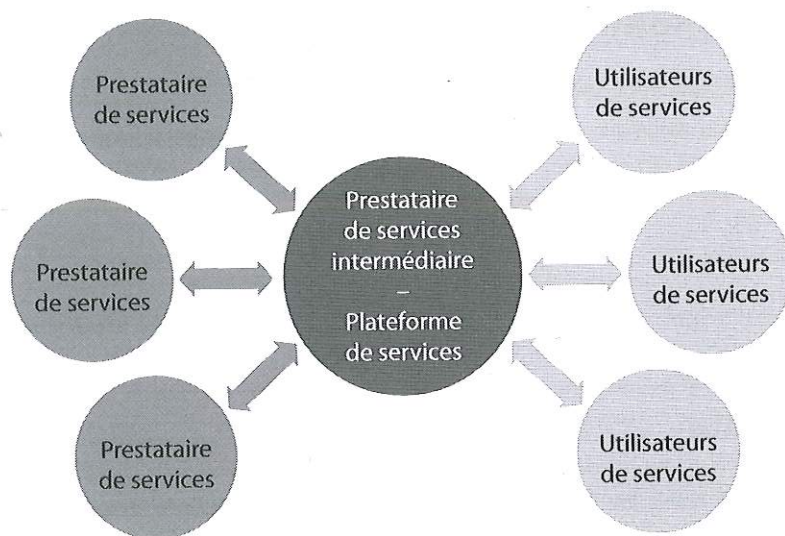 Prestataire
de services
Utilisateurs
de services
Prestataire
de services
intermédiaire
–
Plateforme
de services
Prestataire
de services
Utilisateurs
de services
Prestataire
de services
Utilisateurs
de services